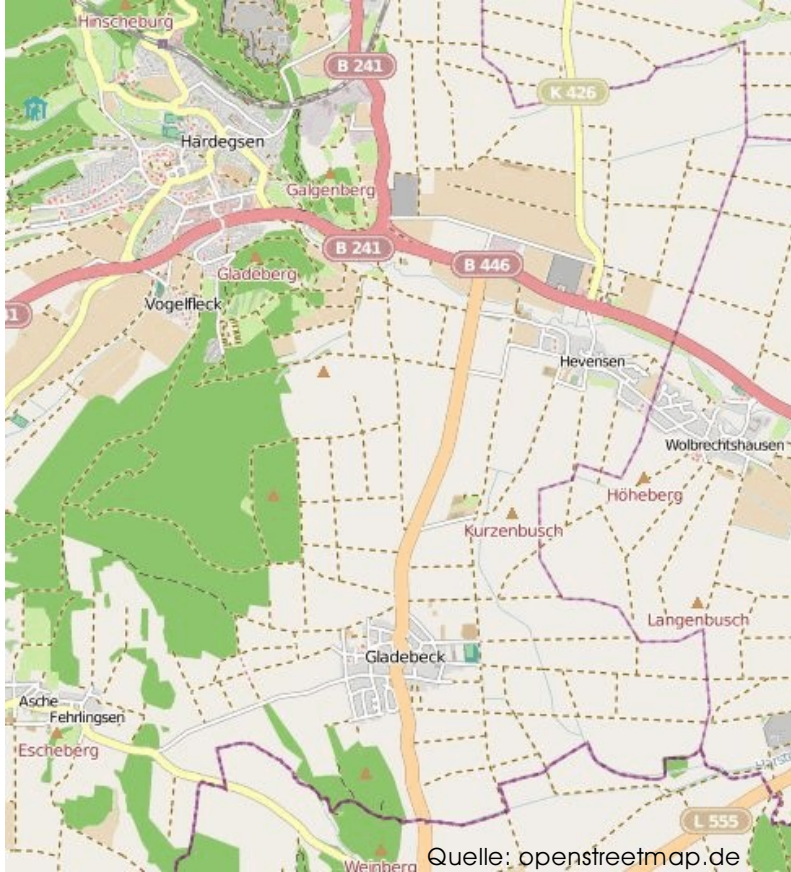 Hinscheburg
B 241
K 426
Hardegsen
Galgenberg
B 241
B 446
Gladeberg
Vogelfleck
Hevensen
Wolbrechtshausen
Höheberg
Kurzenbusch
Langenbusch
Gladebeck
Asche
Fehrlingsen
Escheberg
L 555
Weinberg
Quelle: openstreetmap.de